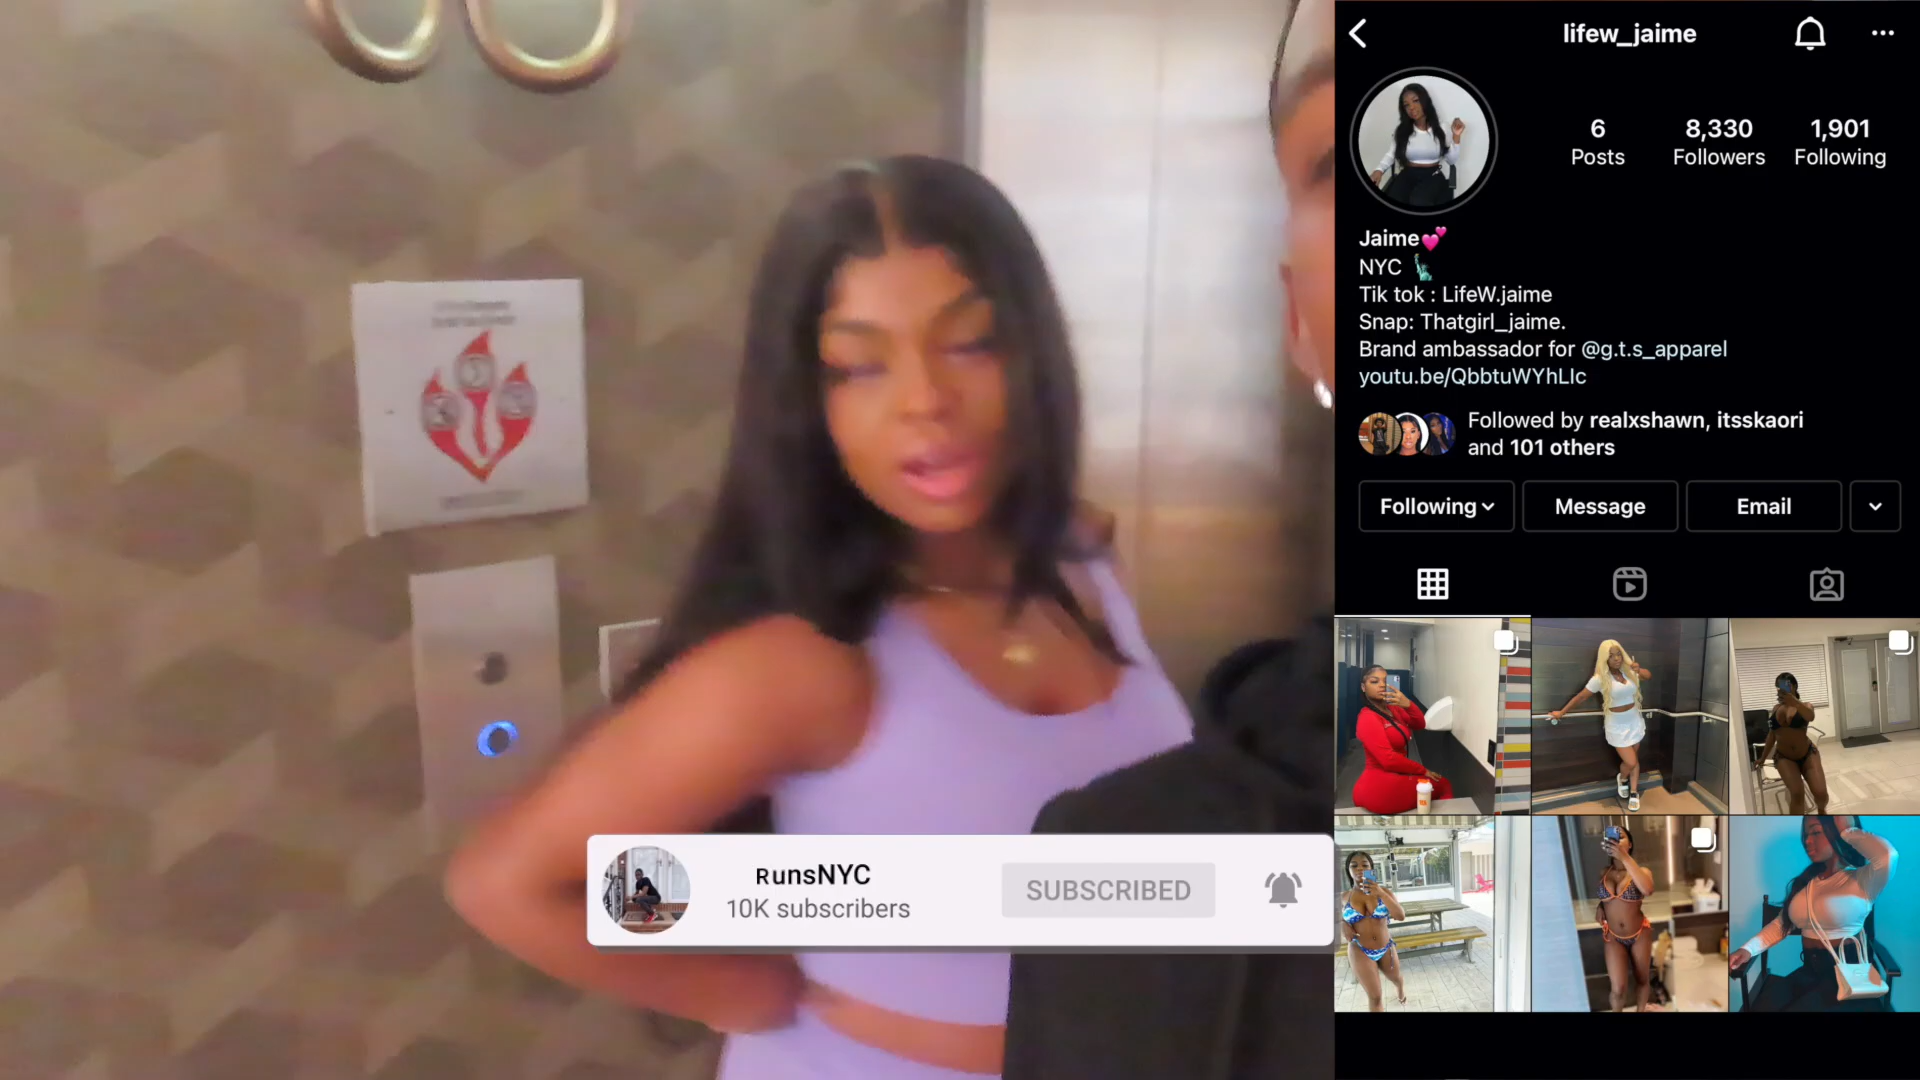 lifew_jaime
6
Posts
8,330
Followers
1,901
Following
Jaime💕
NYC 🗽
Tik tok : LifeW.jaime
Snap: Thatgirl_jaime.
Brand ambassador for @g.t.s_apparel
youtu.be/QbbtuWYhLIc
Followed by realxshawn, itsskaori
and 101 others
Following
Message
Email
RunsNYC
10K subscribers
SUBSCRIBED